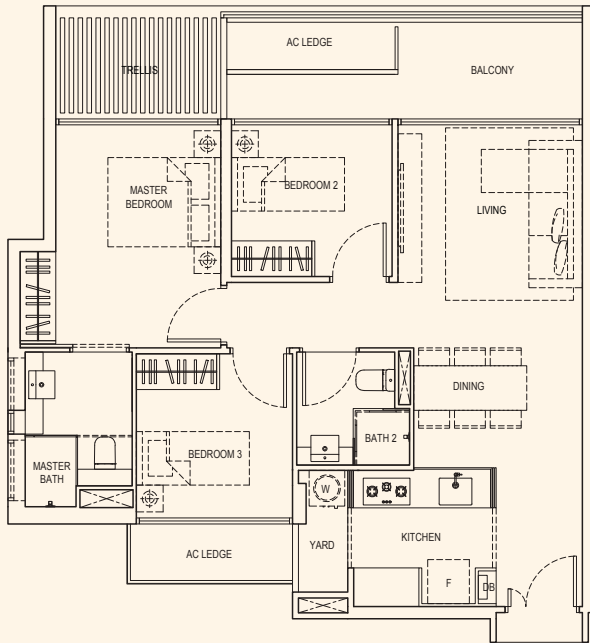 AC LEDGE
TRELLIS
BALCONY
MASTER
BEDROOM
BEDROOM 2
LIVING
DINING
BATH 2
MASTER
BATH
BEDROOM 3
W
YARD
KITCHEN
AC LEDGE
F
DB